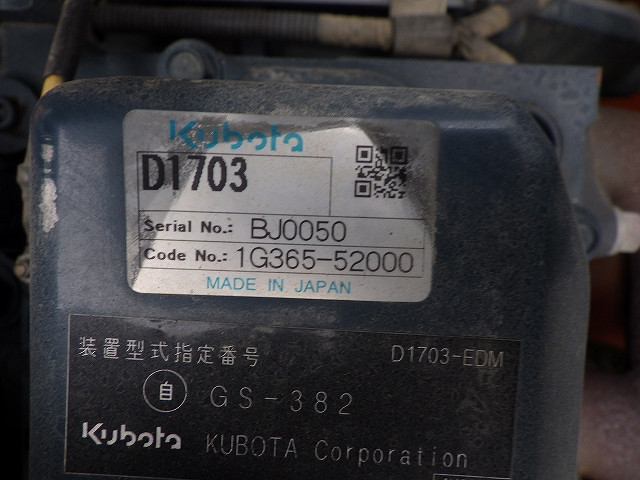 Kubota
D1703
Serial No.: BJ0050
Code No.: 1G365-52000
MADE IN JAPAN
装置型式指定番号 D1703-EDM
自 GS-382
Kubota KUBOTA Corporation